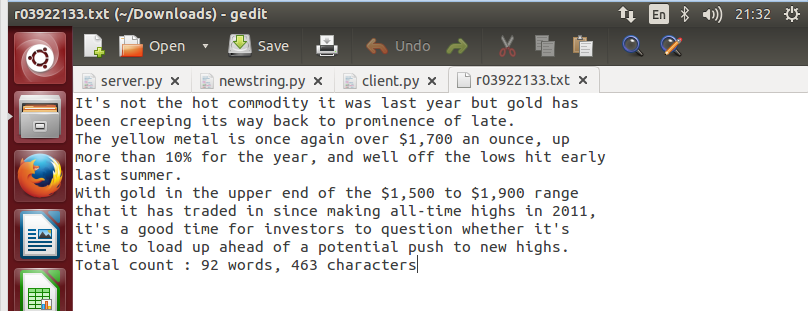 r03922133.txt (~/Downloads) - gedit
En
21:32
Open
Save
Undo
server.py
newstring.py
client.py
r03922133.txt
It's not the hot commodity it was last year but gold has
been creeping its way back to prominence of late.
The yellow metal is once again over $1,700 an ounce, up
more than 10% for the year, and well off the lows hit early
last summer.
With gold in the upper end of the $1,500 to $1,900 range
that it has traded in since making all-time highs in 2011,
it's a good time for investors to question whether it's
time to load up ahead of a potential push to new highs.
Total count : 92 words, 463 characters